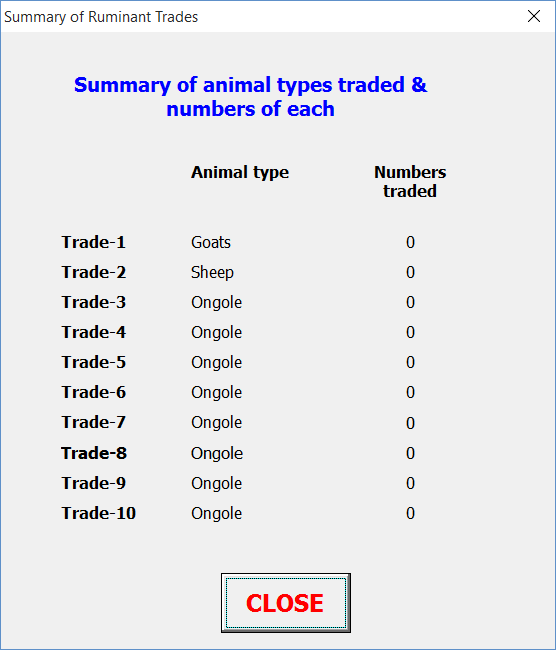 Summary of Ruminant Trades
Summary of animal types traded &
numbers of each
Animal type Numbers
traded
Trade-1 Goats 0
Trade-2 Sheep 0
Trade-3 Ongole 0
Trade-4 Ongole 0
Trade-5 Ongole 0
Trade-6 Ongole 0
Trade-7 Ongole 0
Trade-8 Ongole 0
Trade-9 Ongole 0
Trade-10 Ongole 0
CLOSE